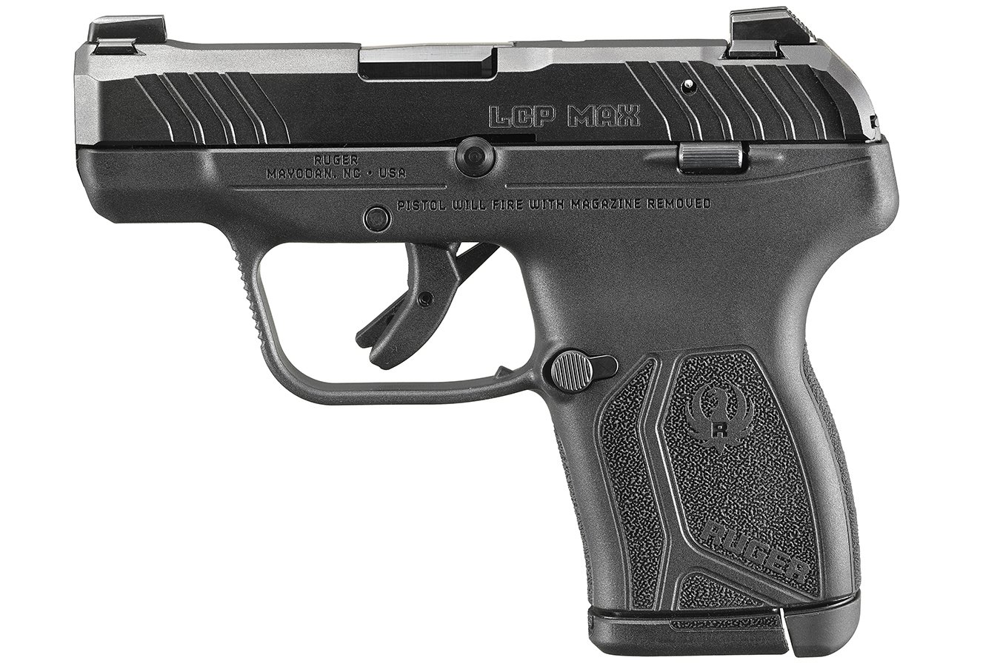 LCP MAX
RUGER
MAYODAN, NC • USA
PISTOL WILL FIRE WITH MAGAZINE REMOVED
R
RUGER